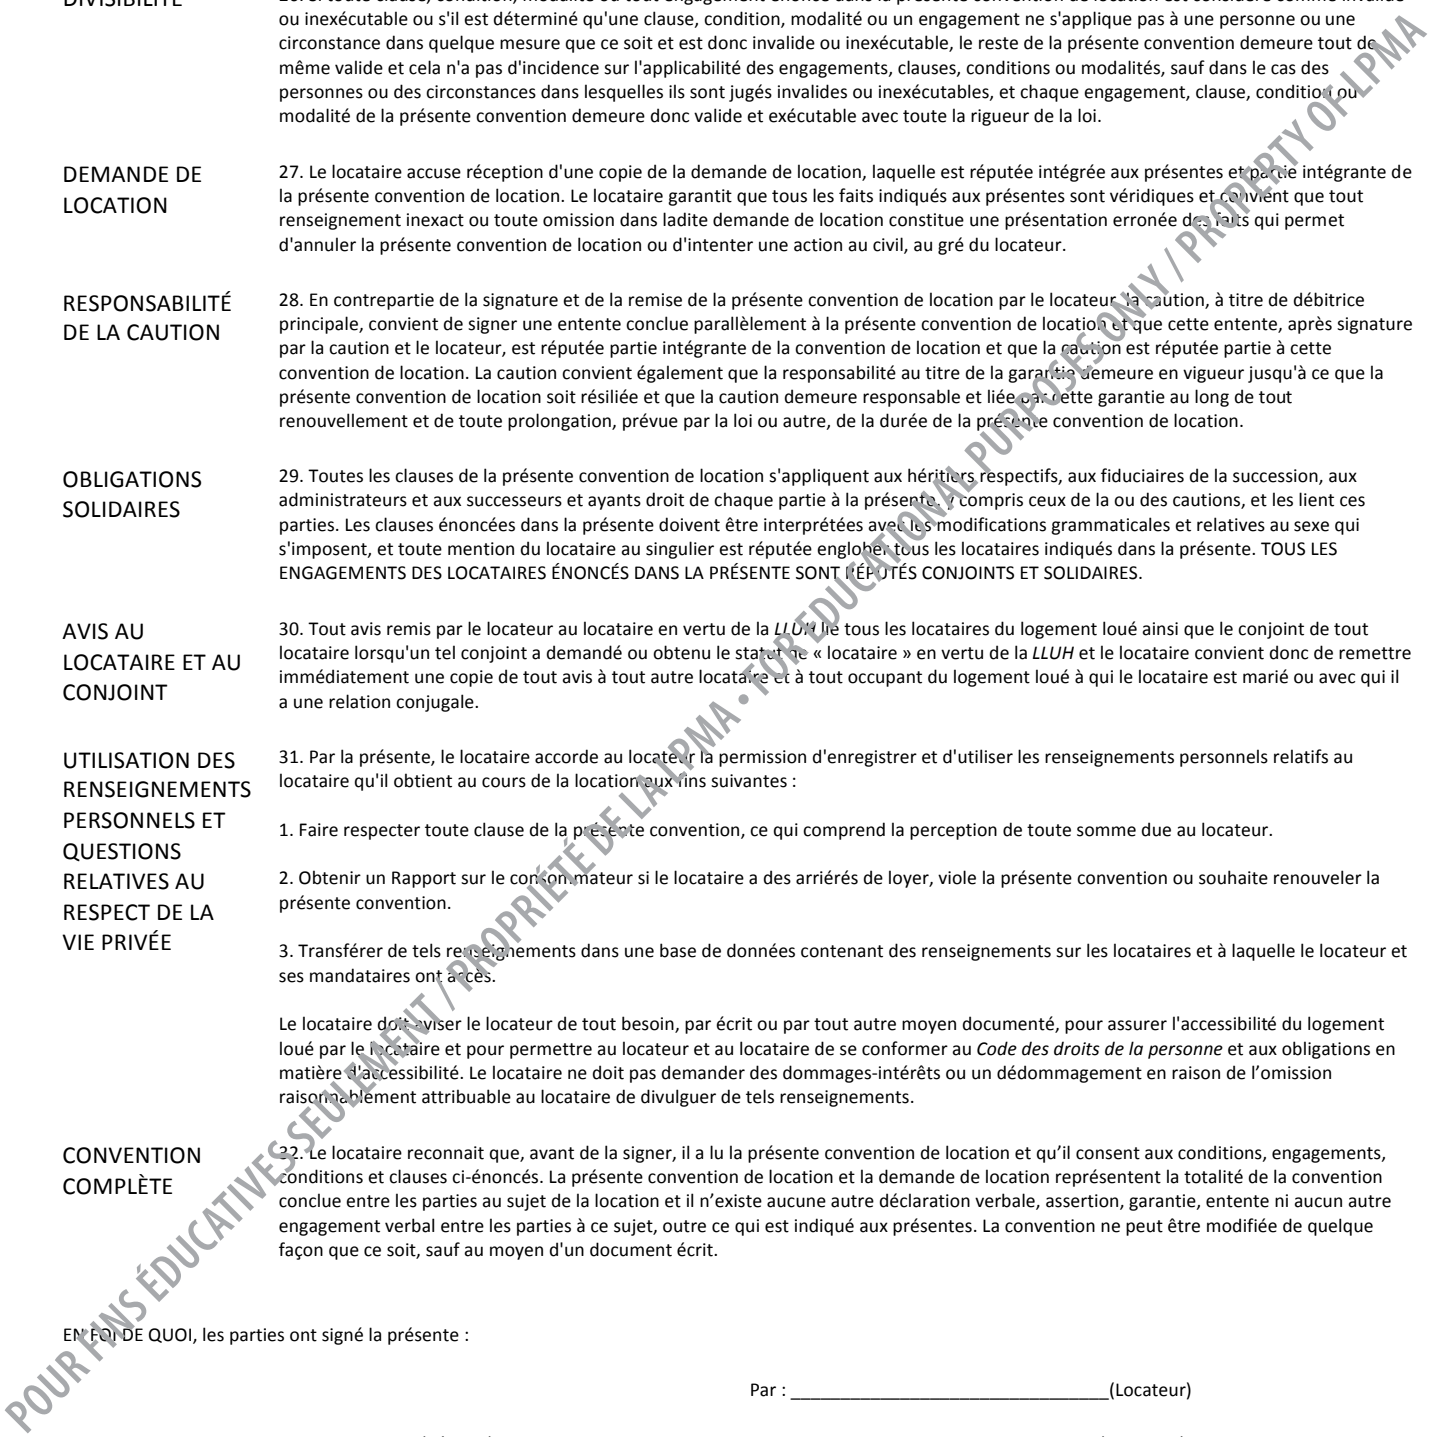 DIVISIBILITÉ
ou inexécutable ou s'il est déterminé qu'une clause, condition, modalité ou un engagement ne s'applique pas à une personne ou une
circonstance dans quelque mesure que ce soit et est donc invalide ou inexécutable, le reste de la présente convention demeure tout de
même valide et cela n'a pas d'incidence sur l'applicabilité des engagements, clauses, conditions ou modalités, sauf dans le cas des
personnes ou des circonstances dans lesquelles ils sont jugés invalides ou inexécutables, et chaque engagement, clause, condition ou
modalité de la présente convention demeure donc valide et exécutable avec toute la rigueur de la loi.
DEMANDE DE
LOCATION
27. Le locataire accuse réception d'une copie de la demande de location, laquelle est réputée intégrée aux présentes et partie intégrante de
la présente convention de location. Le locataire garantit que tous les faits indiqués aux présentes sont véridiques et convient que tout
renseignement inexact ou toute omission dans ladite demande de location constitue une présentation erronée des faits qui permet
d'annuler la présente convention de location ou d'intenter une action au civil, au gré du locateur.
RESPONSABILITÉ
DE LA CAUTION
28. En contrepartie de la signature et de la remise de la présente convention de location par le locateur, la caution, à titre de débitrice
principale, convient de signer une entente conclue parallèlement à la présente convention de location et que cette entente, après signature
par la caution et le locateur, est réputée partie intégrante de la convention de location et que la caution est réputée partie à cette
convention de location. La caution convient également que la responsabilité au titre de la garantie demeure en vigueur jusqu'à ce que la
présente convention de location soit résiliée et que la caution demeure responsable et liée par cette garantie au long de tout
renouvellement et de toute prolongation, prévue par la loi ou autre, de la durée de la présente convention de location.
OBLIGATIONS
SOLIDAIRES
29. Toutes les clauses de la présente convention de location s'appliquent aux héritiers respectifs, aux fiduciaires de la succession, aux
administrateurs et aux successeurs et ayants droit de chaque partie à la présente, y compris ceux de la ou des cautions, et les lient ces
parties. Les clauses énoncées dans la présente doivent être interprétées avec les modifications grammaticales et relatives au sexe qui
s'imposent, et toute mention du locataire au singulier est réputée englober tous les locataires indiqués dans la présente. TOUS LES
ENGAGEMENTS DES LOCATAIRES ÉNONCÉS DANS LA PRÉSENTE SONT RÉPUTÉS CONJOINTS ET SOLIDAIRES.
AVIS AU
LOCATAIRE ET AU
CONJOINT
30. Tout avis remis par le locateur au locataire en vertu de la LLUH lie tous les locataires du logement loué ainsi que le conjoint de tout
locataire lorsqu'un tel conjoint a demandé ou obtenu le statut de « locataire » en vertu de la LLUH et le locataire convient donc de remettre
immédiatement une copie de tout avis à tout autre locataire et à tout occupant du logement loué à qui le locataire est marié ou avec qui il
a une relation conjugale.
UTILISATION DES
RENSEIGNEMENTS
PERSONNELS ET
QUESTIONS
RELATIVES AU
RESPECT DE LA
VIE PRIVÉE
31. Par la présente, le locataire accorde au locateur la permission d'enregistrer et d'utiliser les renseignements personnels relatifs au
locataire qu'il obtient au cours de la location aux fins suivantes :
1. Faire respecter toute clause de la présente convention, ce qui comprend la perception de toute somme due au locateur.
2. Obtenir un Rapport sur le consommateur si le locataire a des arriérés de loyer, viole la présente convention ou souhaite renouveler la
présente convention.
3. Transférer de tels renseignements dans une base de données contenant des renseignements sur les locataires et à laquelle le locateur et
ses mandataires ont accès.
Le locataire doit aviser le locateur de tout besoin, par écrit ou par tout autre moyen documenté, pour assurer l'accessibilité du logement
loué par le locataire et pour permettre au locateur et au locataire de se conformer au Code des droits de la personne et aux obligations en
matière d'accessibilité. Le locataire ne doit pas demander des dommages-intérêts ou un dédommagement en raison de l’omission
raisonnablement attribuable au locataire de divulguer de tels renseignements.
CONVENTION
COMPLÈTE
32. Le locataire reconnait que, avant de la signer, il a lu la présente convention de location et qu’il consent aux conditions, engagements,
conditions et clauses ci-énoncés. La présente convention de location et la demande de location représentent la totalité de la convention
conclue entre les parties au sujet de la location et il n’existe aucune autre déclaration verbale, assertion, garantie, entente ni aucun autre
engagement verbal entre les parties à ce sujet, outre ce qui est indiqué aux présentes. La convention ne peut être modifiée de quelque
façon que ce soit, sauf au moyen d'un document écrit.
EN FOI DE QUOI, les parties ont signé la présente :
Par : ________________________________(Locateur)
POUR FINS ÉDUCATIVES SEULEMENT / PROPRIÉTÉ DE LA LPMA • FOR EDUCATIONAL PURPOSES ONLY / PROPERTY OF LPMA